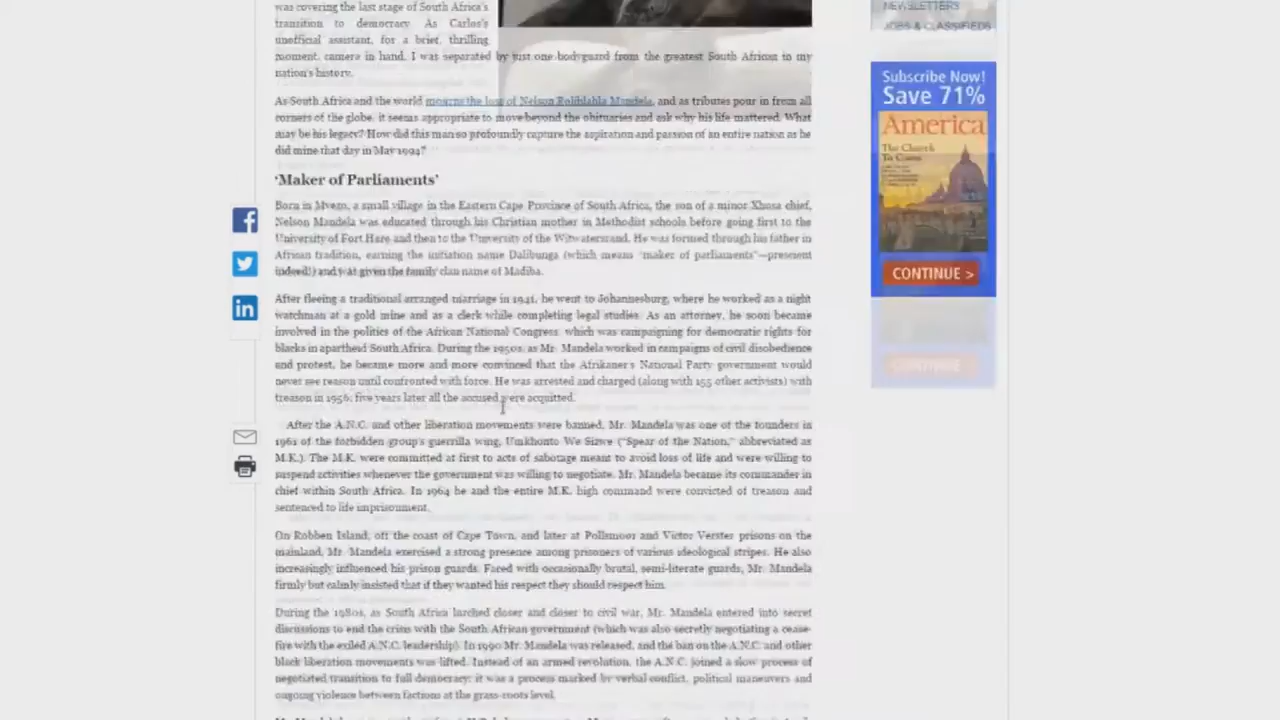 was covering the last stage of South Africa's
transition to democracy. As Carlos's
unofficial assistant, for a brief, thrilling
moment, camera in hand, I was separated by just one bodyguard from the greatest South African in my
nation's history.
As South Africa and the world mourns the loss of Nelson Rolihlahla Mandela, and as tributes pour in from all
corners of the globe, it seems appropriate to move beyond the obituaries and ask why his life mattered. What
may be his legacy? How did this man so profoundly capture the aspiration and passion of an entire nation as he
did mine that day in May 1994?
'Maker of Parliaments'
Born in Mvezo, a small village in the Eastern Cape Province of South Africa, the son of a minor Xhosa chief,
Nelson Mandela was educated through his Christian mother in Methodist schools before going first to the
University of Fort Hare and then to the University of the Witwatersrand. He was formed through his father in
African tradition, earning the initiation name Dalibunga (which means "maker of parliaments"—prescient
indeed!) and was given the family clan name of Madiba.
After fleeing a traditional arranged marriage in 1941, he went to Johannesburg, where he worked as a night
watchman at a gold mine and as a clerk while completing legal studies. As an attorney, he soon became
involved in the politics of the African National Congress, which was campaigning for democratic rights for
blacks in apartheid South Africa. During the 1950s, as Mr. Mandela worked in campaigns of civil disobedience
and protest, he became more and more convinced that the Afrikaner's National Party government would
never see reason until confronted with force. He was arrested and charged (along with 155 other activists) with
treason in 1956; five years later all the accused were acquitted.
After the A.N.C. and other liberation movements were banned, Mr. Mandela was one of the founders in
1961 of the forbidden group's guerrilla wing, Umkhonto We Sizwe ("Spear of the Nation," abbreviated as
M.K.). The M.K. were committed at first to acts of sabotage meant to avoid loss of life and were willing to
suspend activities whenever the government was willing to negotiate. Mr. Mandela became its commander in
chief within South Africa. In 1964 he and the entire M.K. high command were convicted of treason and
sentenced to life imprisonment.
On Robben Island, off the coast of Cape Town, and later at Pollsmoor and Victor Verster prisons on the
mainland, Mr. Mandela exercised a strong presence among prisoners of various ideological stripes. He also
increasingly influenced his prison guards. Faced with occasionally brutal, semi-literate guards, Mr. Mandela
firmly but calmly insisted that if they wanted his respect they should respect him.
During the 1980s, as South Africa lurched closer and closer to civil war, Mr. Mandela entered into secret
discussions to end the crisis with the South African government (which was also secretly negotiating a cease-
fire with the exiled A.N.C. leadership). In 1990 Mr. Mandela was released, and the ban on the A.N.C. and other
black liberation movements was lifted. Instead of an armed revolution, the A.N.C. joined a slow process of
negotiated transition to full democracy; it was a process marked by verbal conflict, political maneuvers and
ongoing violence between factions at the grass-roots level.
NEWSLETTERS
JOBS & CLASSIFIEDS
Subscribe Now!
Save 71%
America
The Church
To Come
CONTINUE >
CONTINUE